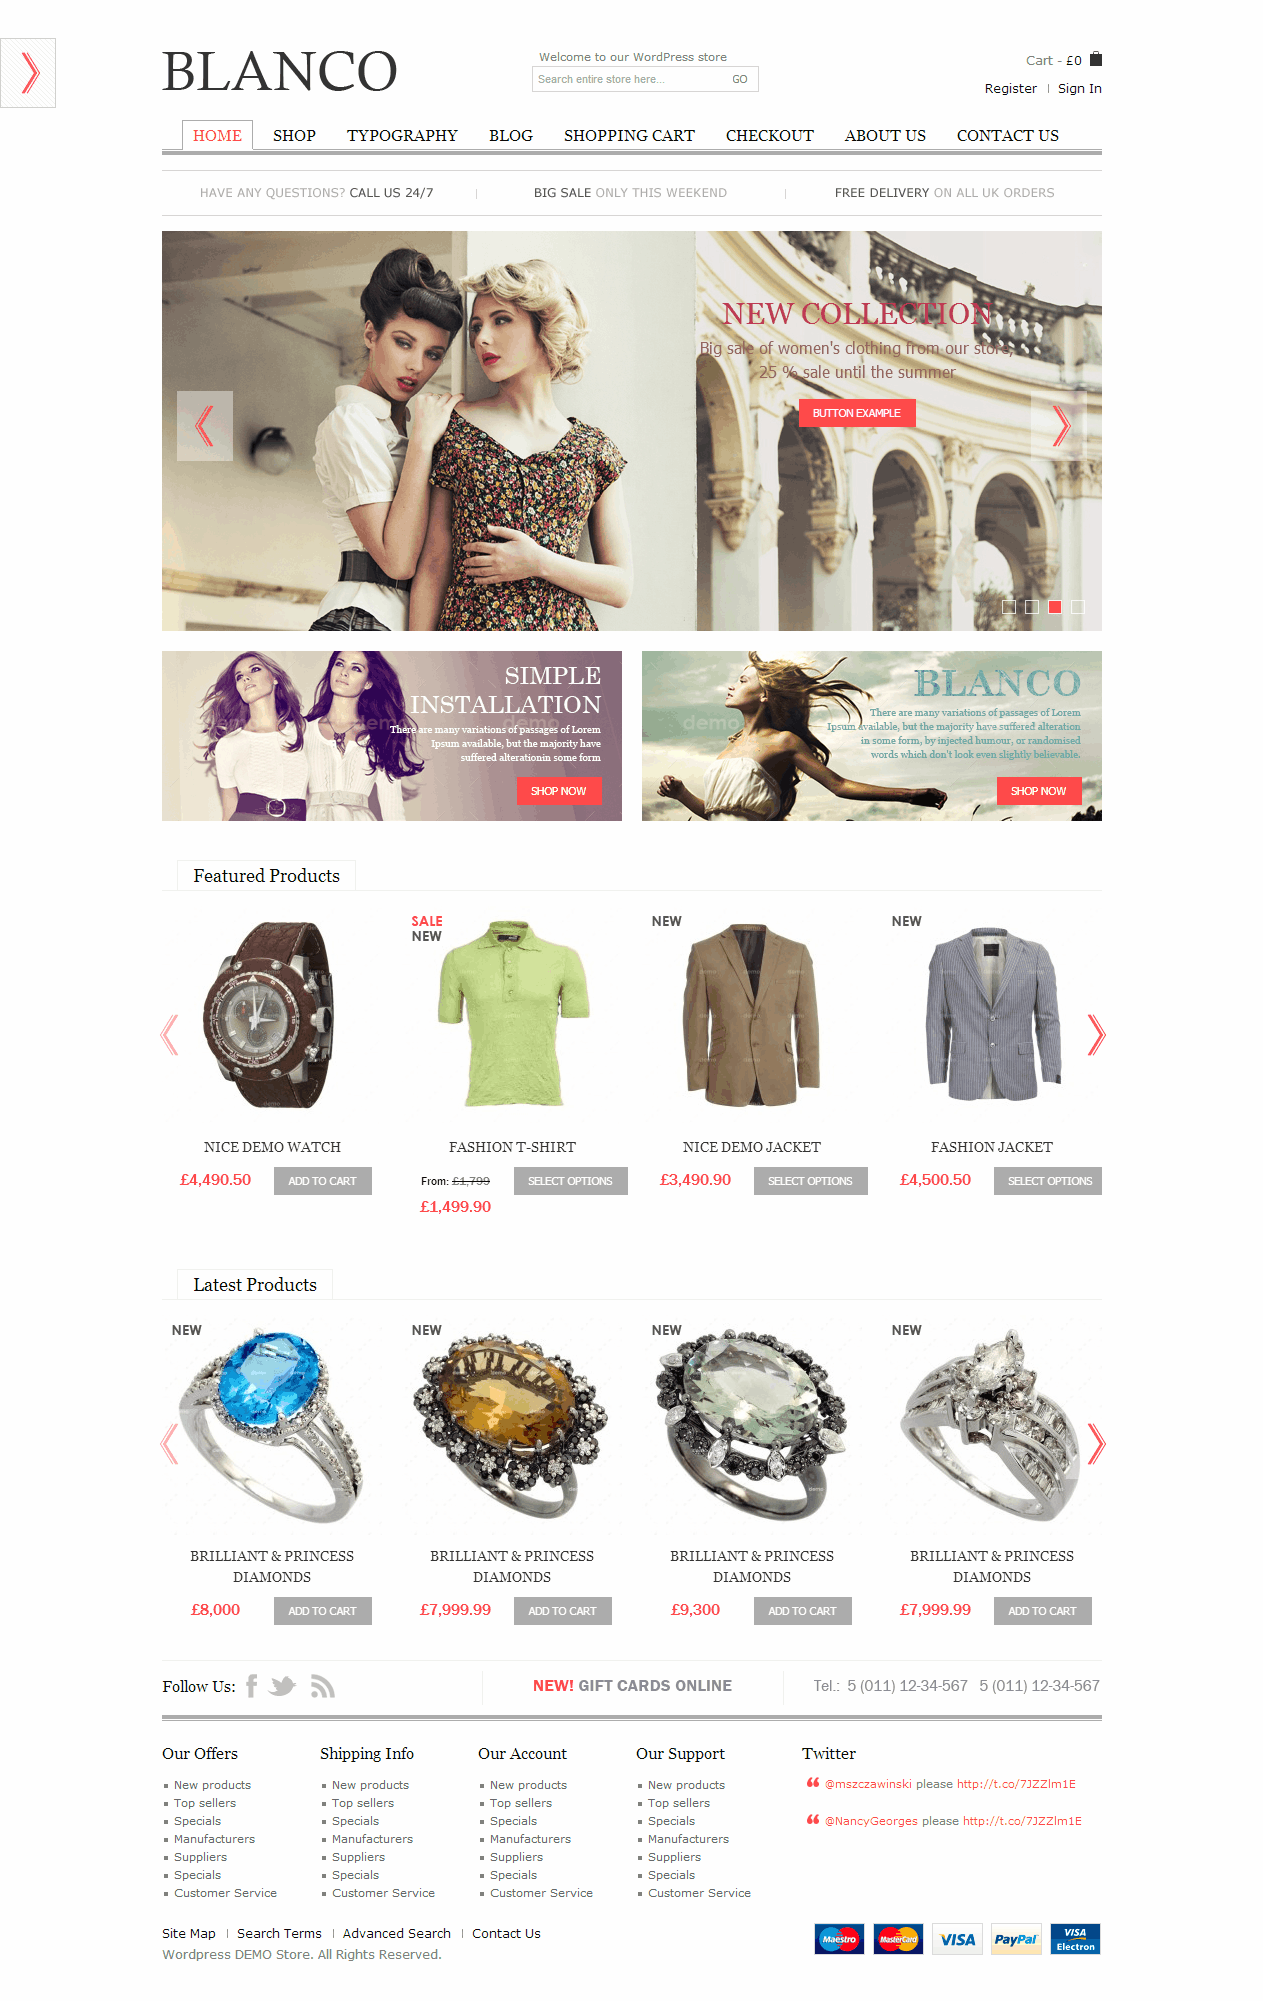 BLANCO
Welcome to our WordPress store
Search entire store here...
GO
Cart - £0
Register
Sign In
HOME SHOP TYPOGRAPHY BLOG SHOPPING CART CHECKOUT ABOUT US CONTACT US
HAVE ANY QUESTIONS? CALL US 24/7
BIG SALE ONLY THIS WEEKEND
FREE DELIVERY ON ALL UK ORDERS
NEW COLLECTION
Big sale of women's clothing from our store,
25 % sale until the summer
BUTTON EXAMPLE
SIMPLE
INSTALLATION
demo demo
There are many variations of passages of Lorem
Ipsum available, but the majority have
suffered alterationin some form
SHOP NOW
BLANCO
demo
There are many variations of passages of Lorem
Ipsum available, but the majority have suffered alteration
in some form, by injected humour, or randomised
words which don't look even slightly believable.
SHOP NOW
Featured Products
SALE
NEW
NEW
NEW
NICE DEMO WATCH
FASHION T-SHIRT
NICE DEMO JACKET
FASHION JACKET
£4,490.50
ADD TO CART
From: £1,799
£1,499.90
SELECT OPTIONS
£3,490.90
SELECT OPTIONS
£4,500.50
SELECT OPTIONS
Latest Products
NEW
NEW
NEW
NEW
BRILLIANT & PRINCESS
DIAMONDS
BRILLIANT & PRINCESS
DIAMONDS
BRILLIANT & PRINCESS
DIAMONDS
BRILLIANT & PRINCESS
DIAMONDS
£8,000
ADD TO CART
£7,999.99
ADD TO CART
£9,300
ADD TO CART
£7,999.99
ADD TO CART
Follow Us:
NEW! GIFT CARDS ONLINE
Tel.: 5 (011) 12-34-567 5 (011) 12-34-567
Our Offers
New products
Top sellers
Specials
Manufacturers
Suppliers
Specials
Customer Service
Shipping Info
New products
Top sellers
Specials
Manufacturers
Suppliers
Specials
Customer Service
Our Account
New products
Top sellers
Specials
Manufacturers
Suppliers
Specials
Customer Service
Our Support
New products
Top sellers
Specials
Manufacturers
Suppliers
Specials
Customer Service
Twitter
@mszczawinski please http://t.co/7JZZlm1E
@NancyGeorges please http://t.co/7JZZlm1E
Site Map
Search Terms
Advanced Search
Contact Us
Wordpress DEMO Store. All Rights Reserved.
Maestro
MasterCard
VISA
PayPal
VISA
Electron